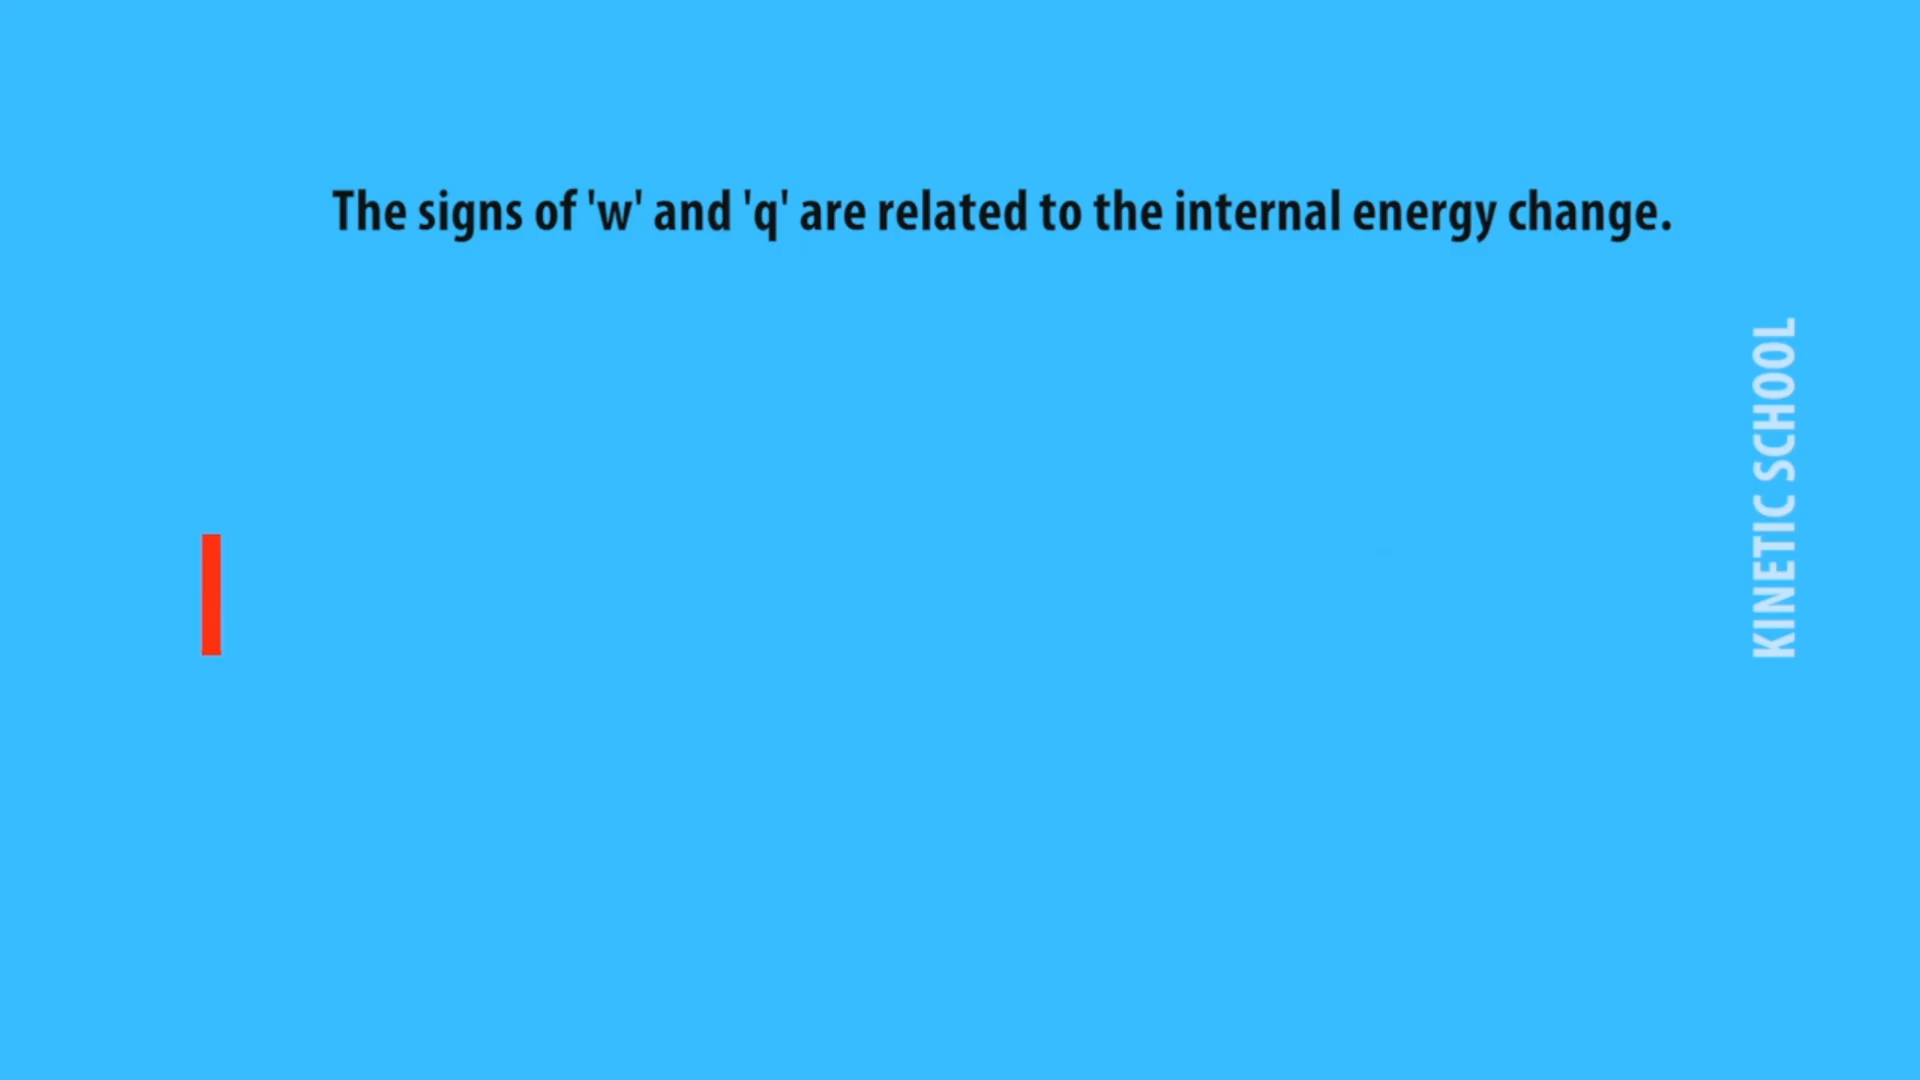 The signs of 'w' and 'q' are related to the internal energy change.
KINETIC SCHOOL